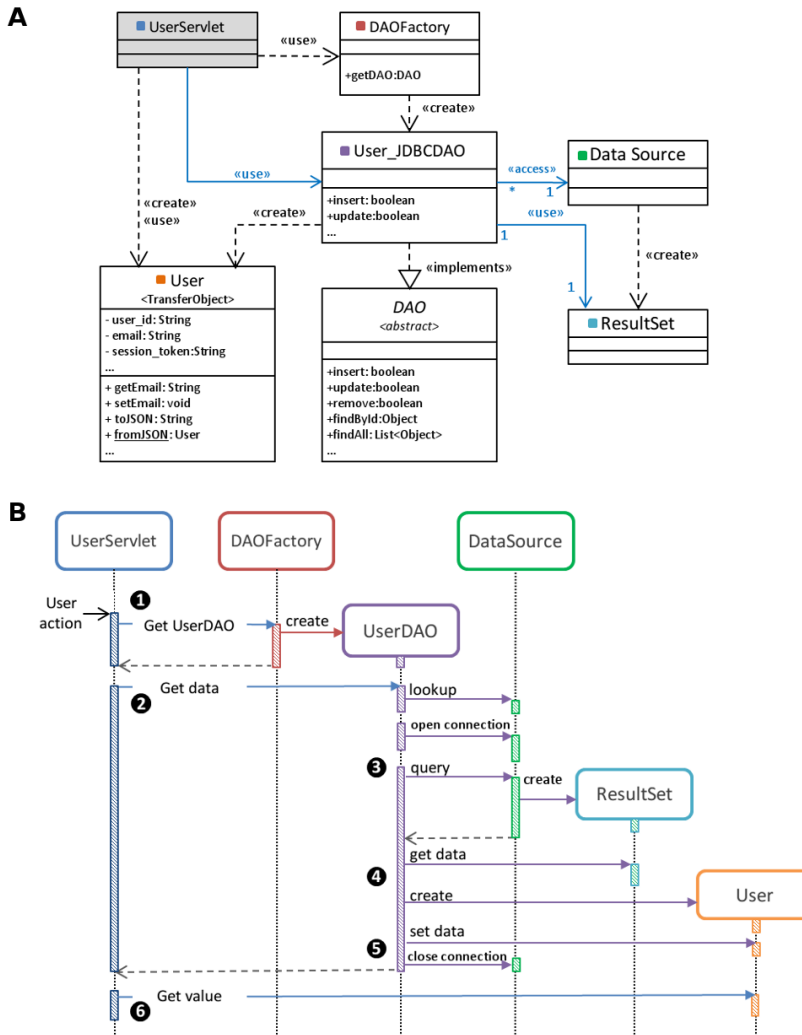 A
UserServlet
DAOFactory
«use»
+getDAO:DAO
«create»
User_JDBCDAO
Data Source
«access»
«use»
* 1
+insert: boolean
+update:boolean
...
«create»
«use»
«create»
1
«use»
«create»
User
<TransferObject>
«implements»
1
DAO
<abstract>
ResultSet
- user_id: String
- email: String
- session_token:String
...
+ getEmail: String
+ setEmail: void
+ toJSON: String
+ fromJSON: User
...
+insert: boolean
+update:boolean
+remove:boolean
+findById:Object
+findAll: List<Object>
...
B
UserServlet
DAOFactory
DataSource
User
action
1
Get UserDAO
create
UserDAO
2
Get data
lookup
open connection
3
query
create
ResultSet
4
get data
create
User
5
set data
close connection
6
Get value